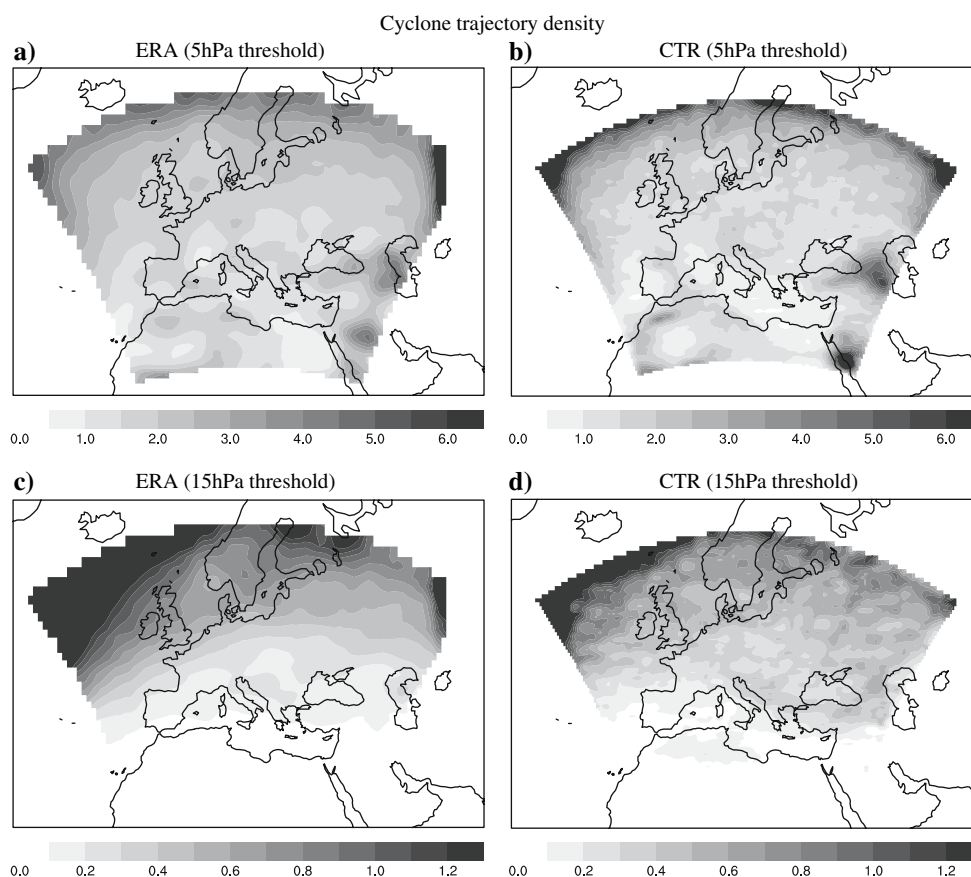 Cyclone trajectory density
a) ERA (5hPa threshold)
b) CTR (5hPa threshold)
0.0 1.0 2.0 3.0 4.0 5.0 6.0
0.0 1.0 2.0 3.0 4.0 5.0 6.0
c) ERA (15hPa threshold)
d) CTR (15hPa threshold)
0.0 0.2 0.4 0.6 0.8 1.0 1.2
0.0 0.2 0.4 0.6 0.8 1.0 1.2